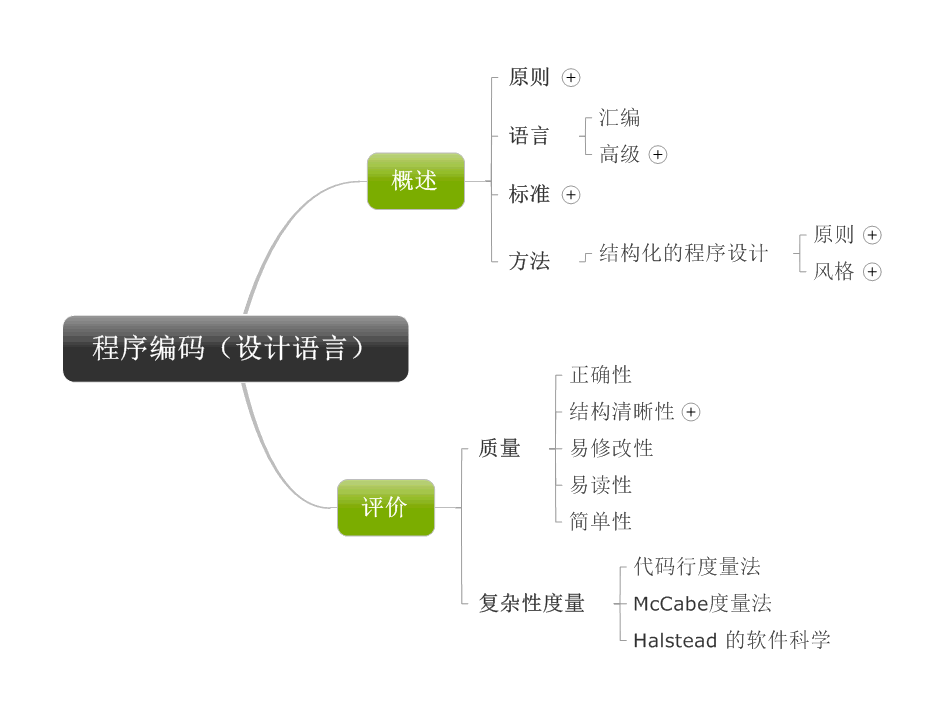 程序编码（设计语言）
概述
原则
语言
汇编
高级
标准
方法
结构化的程序设计
原则
风格
评价
质量
正确性
结构清晰性
易修改性
易读性
简单性
复杂性度量
代码行度量法
McCabe度量法
Halstead 的软件科学